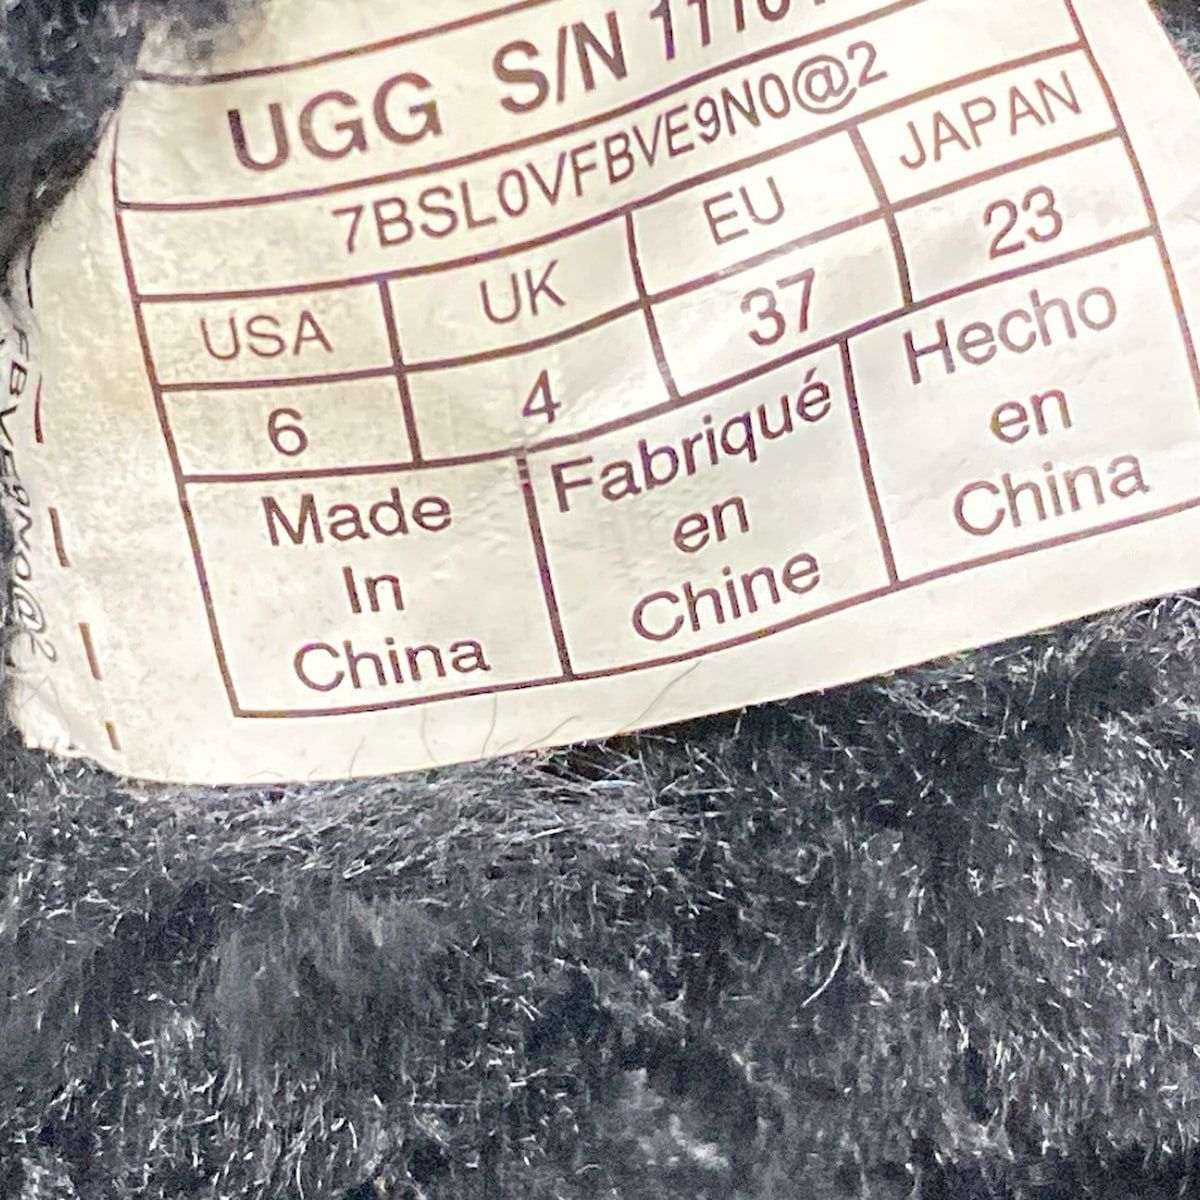 UGG S/N
7BSL0VFBVE9N0@2
USA UK EU JAPAN
6 4 37 23
Made
In
China
Fabriqué
en
Chine
Hecho
en
China